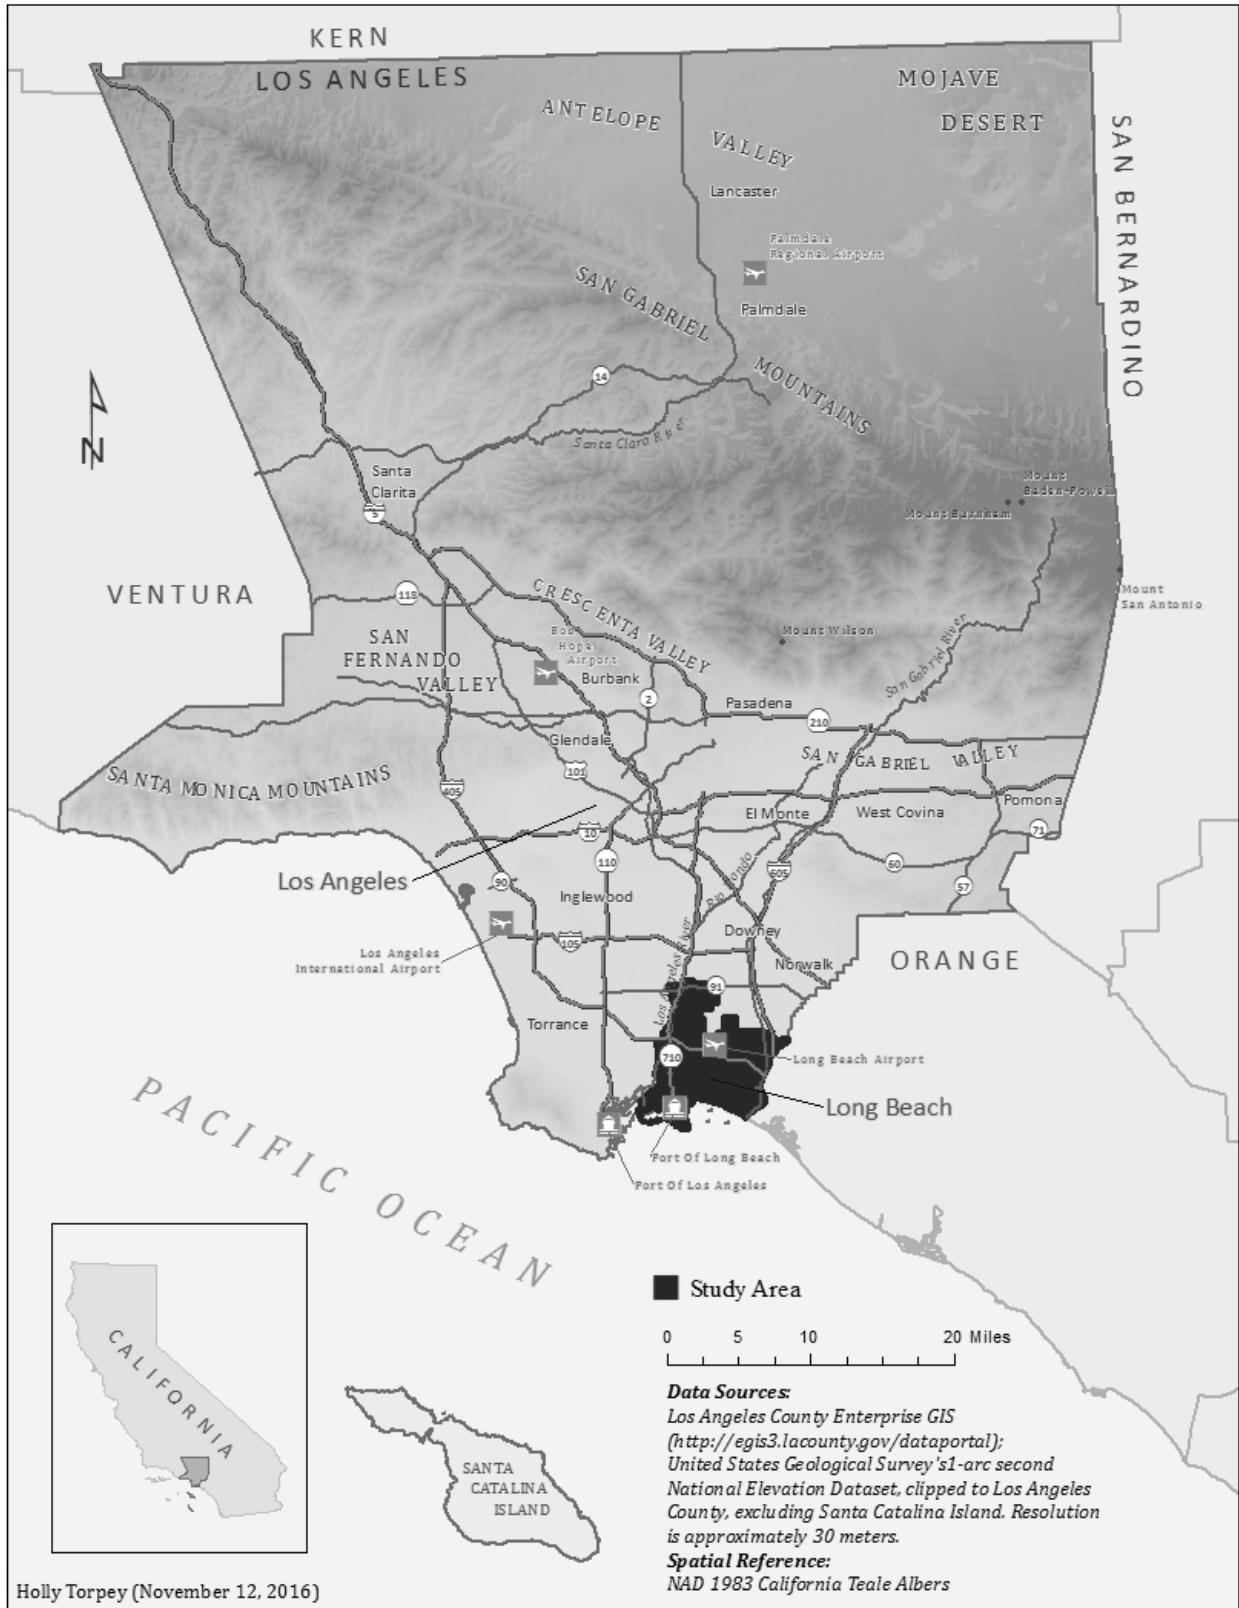 KERN
LOS ANGELES
MOJAVE
DESERT
ANTELOPE
VALLEY
Lancaster
SAN BERNARDINO
Palmdale
Regional Airport
Palmdale
SAN GABRIEL
MOUNTAINS
14
Santa Clara River
N
Santa
Clarita
5
Mount
Baden-Powell
Mount Burnham
Mount
San Antonio
VENTURA
118
CRESCENTA VALLEY
SAN
FERNANDO
VALLEY
Bob
Hope
Airport
Burbank
Mount Wilson
San Gabriel River
2
Pasadena
210
Glendale
SAN GABRIEL VALLEY
101
SANTA MONICA MOUNTAINS
405
El Monte
West Covina
Pomona
71
10
110
60
605
57
Los Angeles
90
Inglewood
Rio Hondo
Downey
105
Los Angeles
International Airport
Los Angeles River
Norwalk
ORANGE
91
Torrance
710
Long Beach Airport
Long Beach
Port Of Long Beach
Port Of Los Angeles
PACIFIC OCEAN
Study Area
0 5 10 20 Miles
CALIFORNIA
SANTA
CATALINA
ISLAND
Data Sources:
Los Angeles County Enterprise GIS
(http://egis3.lacounty.gov/dataportal);
United States Geological Survey's1-arc second
National Elevation Dataset, clipped to Los Angeles
County, excluding Santa Catalina Island. Resolution
is approximately 30 meters.
Spatial Reference:
NAD 1983 California Teale Albers
Holly Torpey (November 12, 2016)